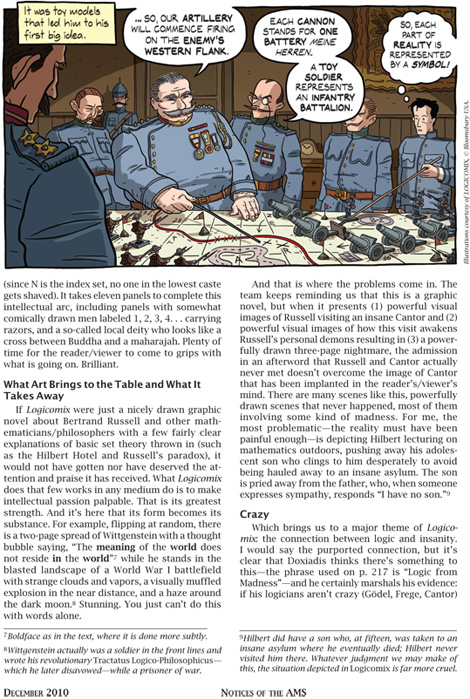 It was toy models
that led him to his
first big idea.
... SO, OUR ARTILLERY
WILL COMMENCE FIRING
ON THE ENEMY'S
WESTERN FLANK.
EACH CANNON
STANDS FOR ONE
BATTERY MEINE
HERREN.
A TOY
SOLDIER
REPRESENTS
AN INFANTRY
BATTALION.
SO, EACH
PART OF
REALITY IS
REPRESENTED
BY A SYMBOL!
Illustrations courtesy of LOGICOMIX, © Bloomsbury USA.
(since N is the index set, no one in the lowest caste
gets shaved). It takes eleven panels to complete this
intellectual arc, including panels with somewhat
comically drawn men labeled 1, 2, 3, 4. . . carrying
razors, and a so-called local deity who looks like a
cross between Buddha and a maharajah. Plenty of
time for the reader/viewer to come to grips with
what is going on. Brilliant.
What Art Brings to the Table and What It
Takes Away
If Logicomix were just a nicely drawn graphic
novel about Bertrand Russell and other math-
ematicians/philosophers with a few fairly clear
explanations of basic set theory thrown in (such
as the Hilbert Hotel and Russell's paradox), it
would not have gotten nor have deserved the at-
tention and praise it has received. What Logicomix
does that few works in any medium do is to make
intellectual passion palpable. That is its greatest
strength. And it's here that its form becomes its
substance. For example, flipping at random, there
is a two-page spread of Wittgenstein with a thought
bubble saying, "The meaning of the world does
not reside in the world"7 while he stands in the
blasted landscape of a World War I battlefield
with strange clouds and vapors, a visually muffled
explosion in the near distance, and a haze around
the dark moon.8 Stunning. You just can't do this
with words alone.
7Boldface as in the text, where it is done more subtly.
8Wittgenstein actually was a soldier in the front lines and
wrote his revolutionary Tractatus Logico-Philosophicus—
which he later disavowed—while a prisoner of war.
And that is where the problems come in. The
team keeps reminding us that this is a graphic
novel, but when it presents (1) powerful visual
images of Russell visiting an insane Cantor and (2)
powerful visual images of how this visit awakens
Russell's personal demons resulting in (3) a power-
fully drawn three-page nightmare, the admission
in an afterword that Russell and Cantor actually
never met doesn't overcome the image of Cantor
that has been implanted in the reader's/viewer's
mind. There are many scenes like this, powerfully
drawn scenes that never happened, most of them
involving some kind of madness. For me, the
most problematic—the reality must have been
painful enough—is depicting Hilbert lecturing on
mathematics outdoors, pushing away his adoles-
cent son who clings to him desperately to avoid
being hauled away to an insane asylum. The son
is pried away from the father, who, when someone
expresses sympathy, responds "I have no son."9
Crazy
Which brings us to a major theme of Logico-
mix: the connection between logic and insanity.
I would say the purported connection, but it's
clear that Doxiadis thinks there's something to
this—the phrase used on p. 217 is "Logic from
Madness"—and he certainly marshals his evidence:
if his logicians aren't crazy (Gödel, Frege, Cantor)
9Hilbert did have a son who, at fifteen, was taken to an
insane asylum where he eventually died; Hilbert never
visited him there. Whatever judgment we may make of
this, the situation depicted in Logicomix is far more cruel.
DECEMBER 2010
NOTICES OF THE AMS